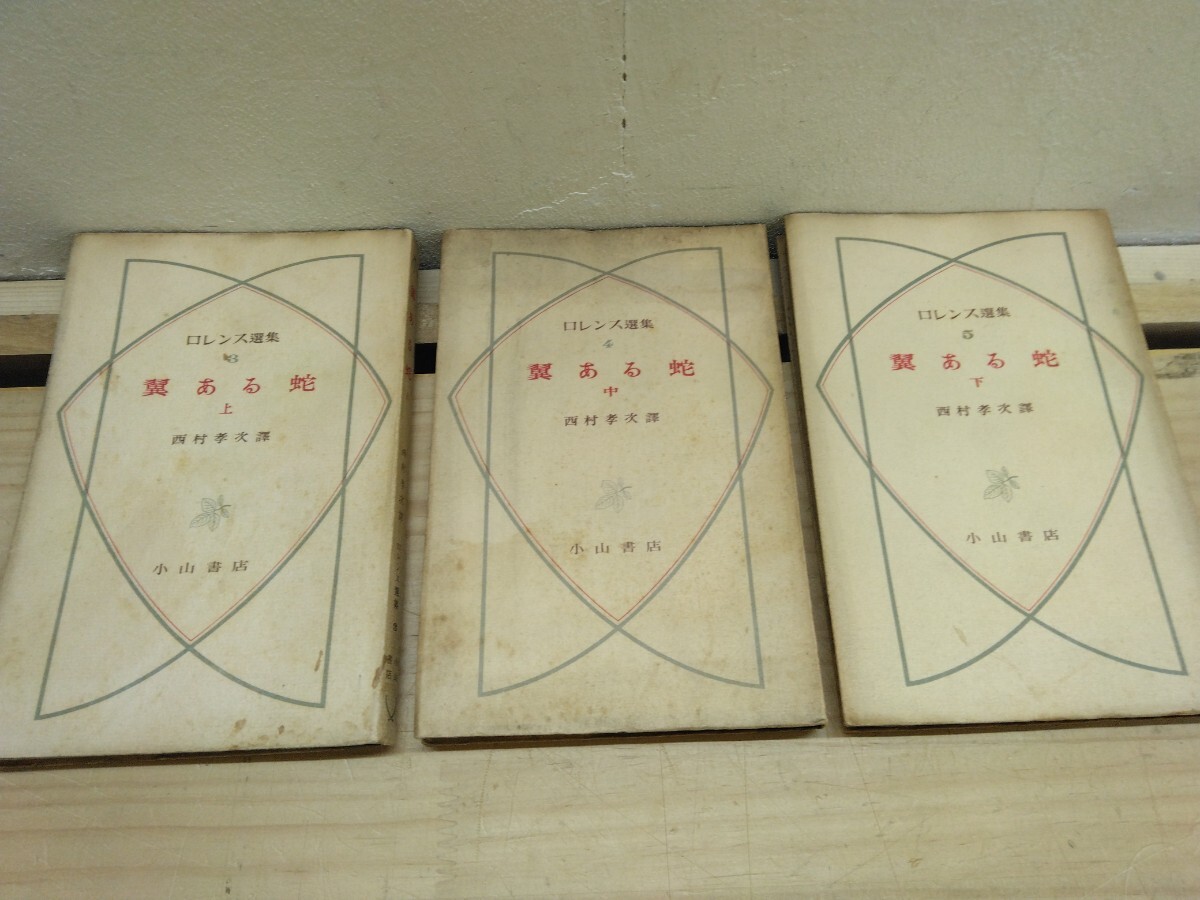 ロレンス選集
3
翼ある蛇
上
西村孝次譯
小山書店
ロレンス選集
4
翼ある蛇
中
西村孝次譯
小山書店
ロレンス選集
5
翼ある蛇
下
西村孝次譯
小山書店